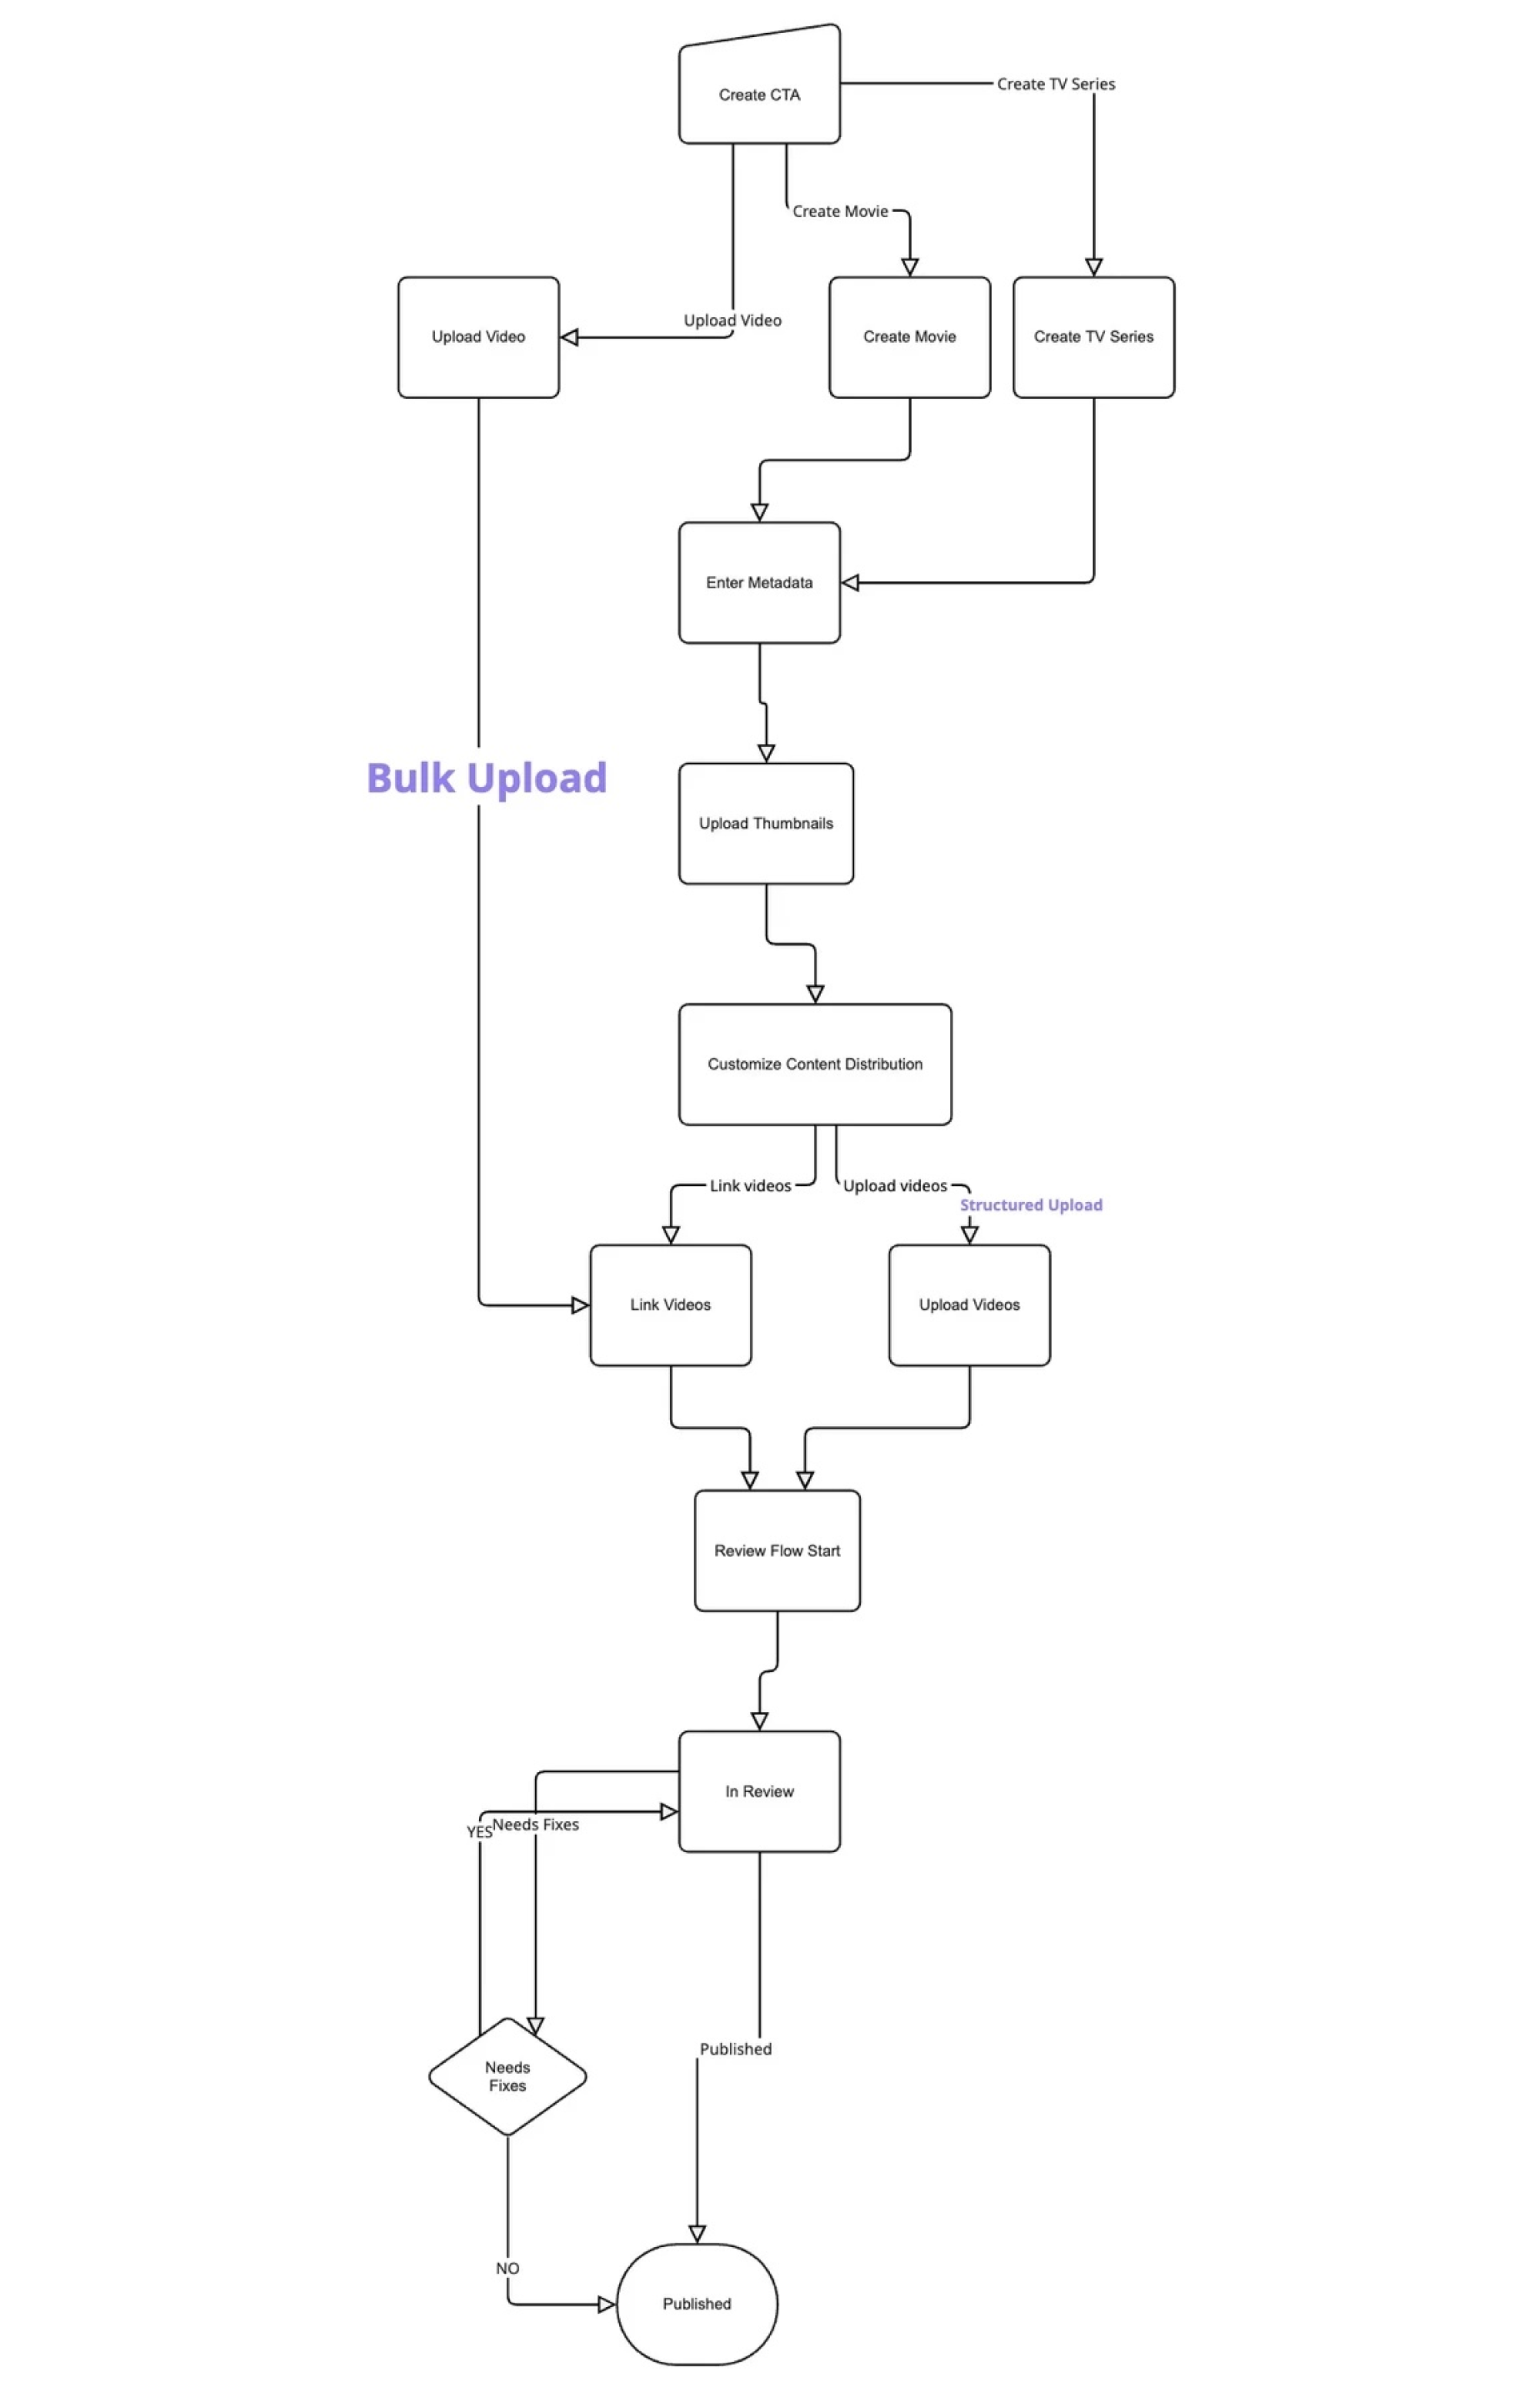 Create CTA
Create TV Series
Create Movie
Upload Video
Upload Video
Create Movie
Create TV Series
Enter Metadata
Bulk Upload
Upload Thumbnails
Customize Content Distribution
Link videos
Upload videos
Structured Upload
Link Videos
Upload Videos
Review Flow Start
In Review
YES
Needs Fixes
Published
Needs
Fixes
NO
Published